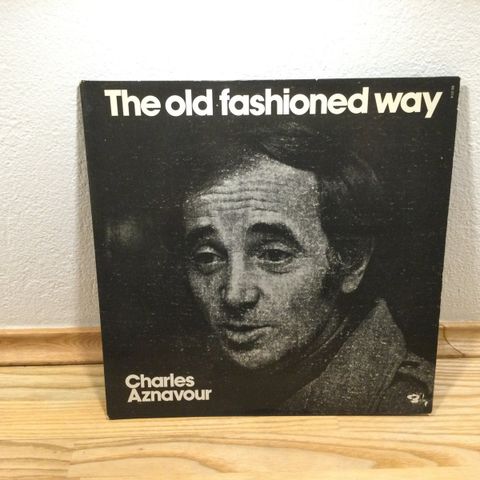 The old fashioned way
Charles
Aznavour